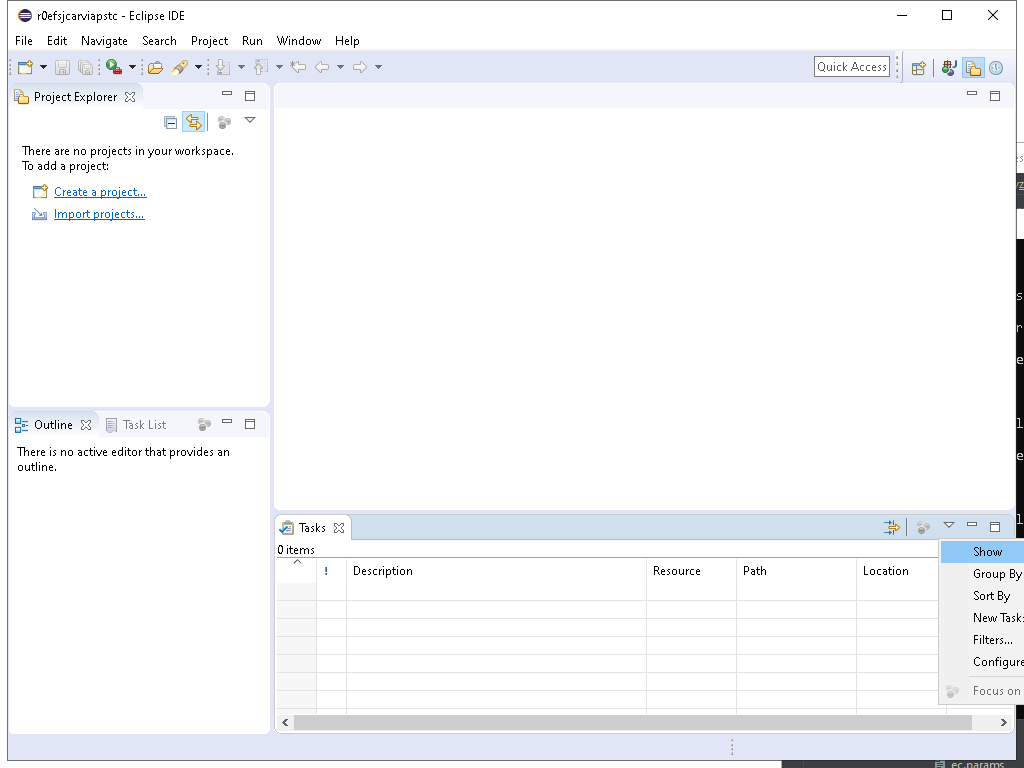 r0efsjcarviapstc - Eclipse IDE
File Edit Navigate Search Project Run Window Help
Quick Access
Project Explorer
There are no projects in your workspace.
To add a project:
Create a project...
Import projects...
Outline
Task List
There is no active editor that provides an
outline.
Tasks
0 items
! Description Resource Path Location
Show
Group By
Sort By
New Task
Filters...
Configure
Focus on
ec.params